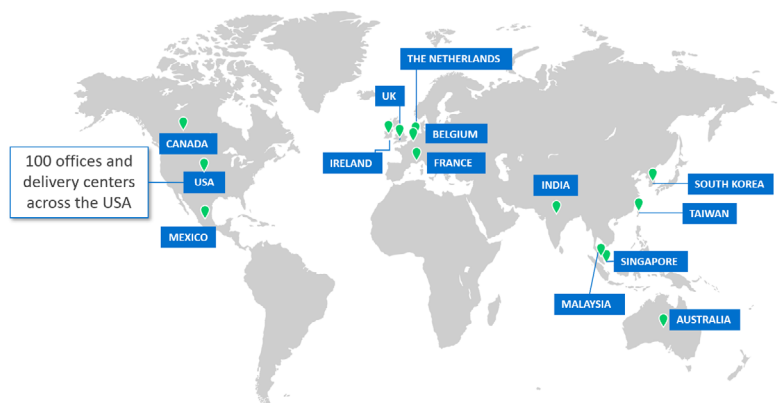 THE NETHERLANDS
UK
CANADA
BELGIUM
IRELAND
FRANCE
100 offices and
delivery centers
across the USA
USA
INDIA
SOUTH KOREA
MEXICO
TAIWAN
SINGAPORE
MALAYSIA
AUSTRALIA